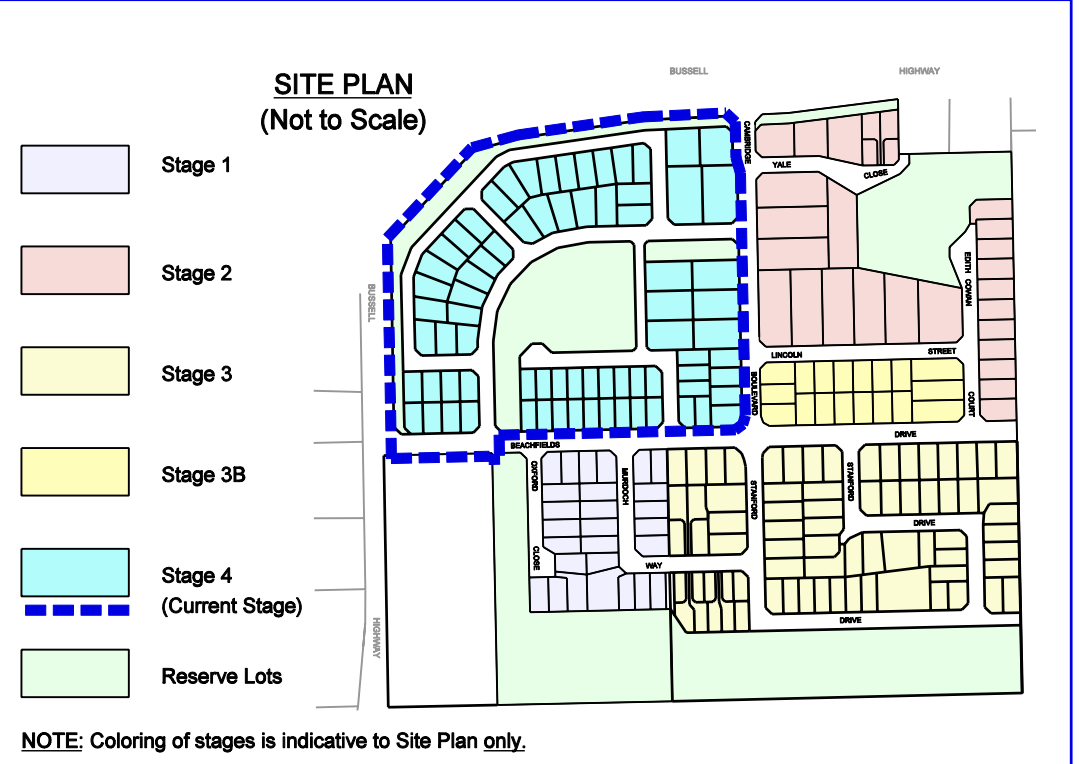 SITE PLAN
(Not to Scale)
Stage 1
Stage 2
Stage 3
Stage 3B
Stage 4
(Current Stage)
Reserve Lots
NOTE: Coloring of stages is indicative to Site Plan only.
BUSSELL
HIGHWAY
CAMBRIDGE
YALE
CLOSE
EDITH COWAN
BUSSELL
LINCOLN
STREET
BOULEVARD
COURT
DRIVE
BEACHFIELDS
OXFORD
MURDOCH
STANFORD
STANFORD
DRIVE
CLOSE
WAY
DRIVE
HIGHWAY